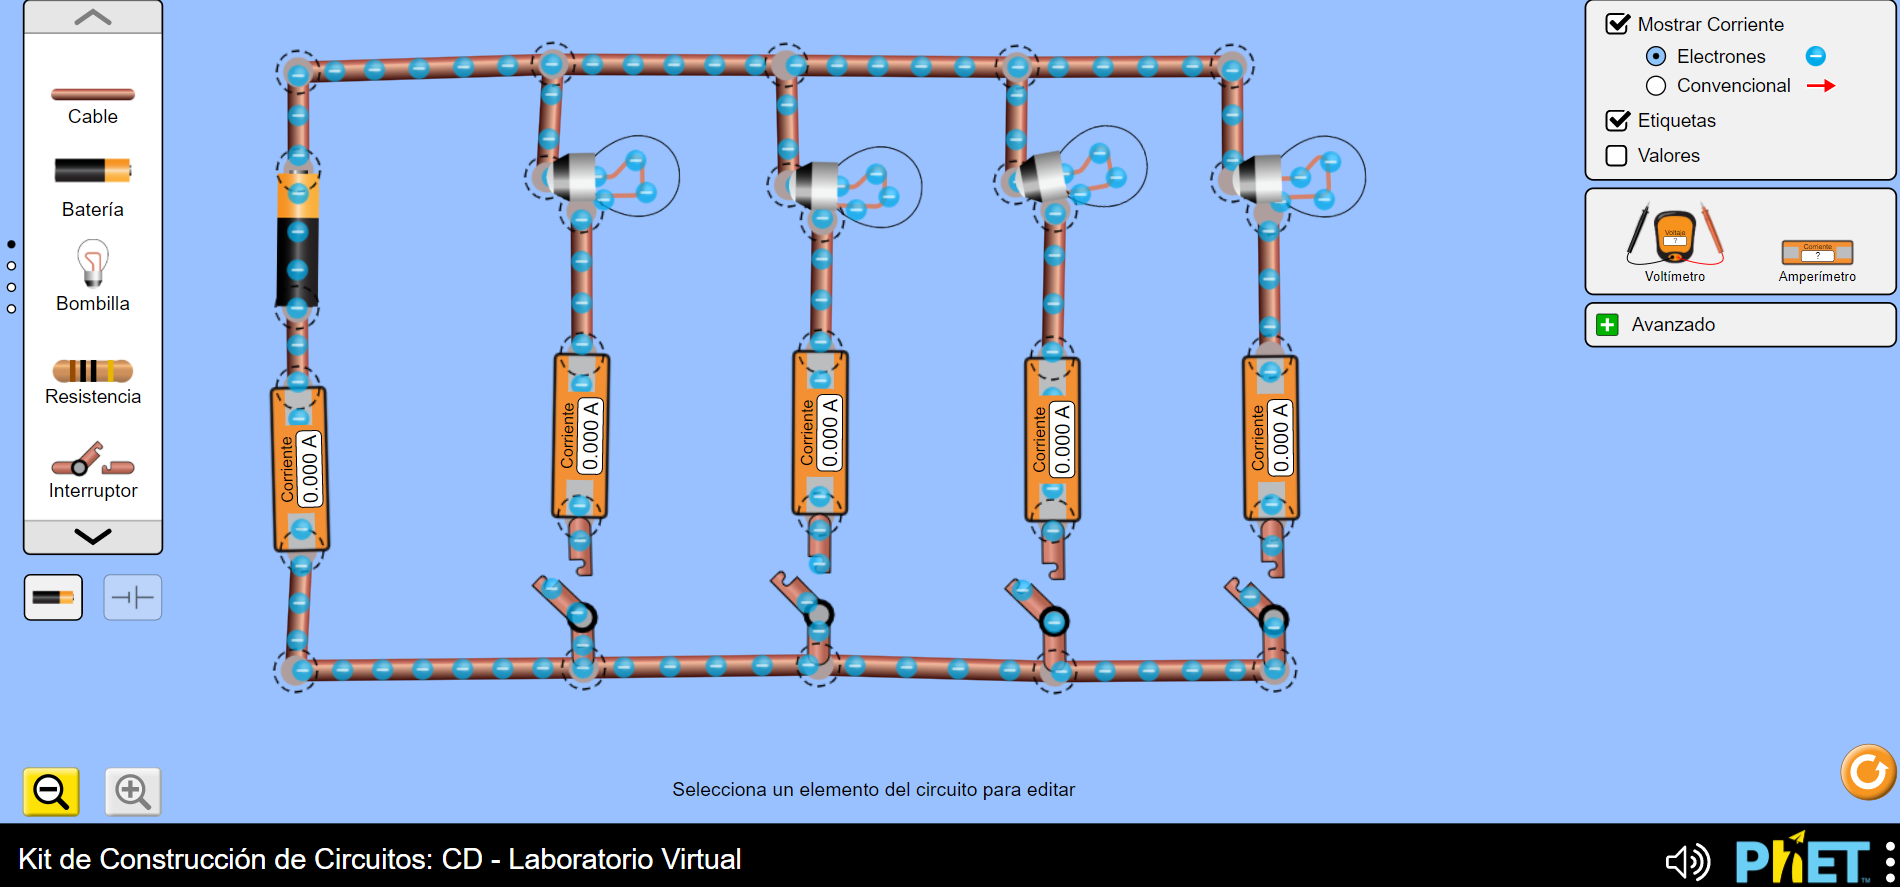 Cable
Batería
Bombilla
Resistencia
Interruptor
Corriente
0.000 A
Corriente
0.000 A
Corriente
0.000 A
Corriente
0.000 A
Corriente
0.000 A
Mostrar Corriente
Electrones
Convencional
Etiquetas
Valores
Voltaje
?
Voltímetro
Corriente
?
Amperímetro
Avanzado
Selecciona un elemento del circuito para editar
Kit de Construcción de Circuitos: CD - Laboratorio Virtual
PhET
TM